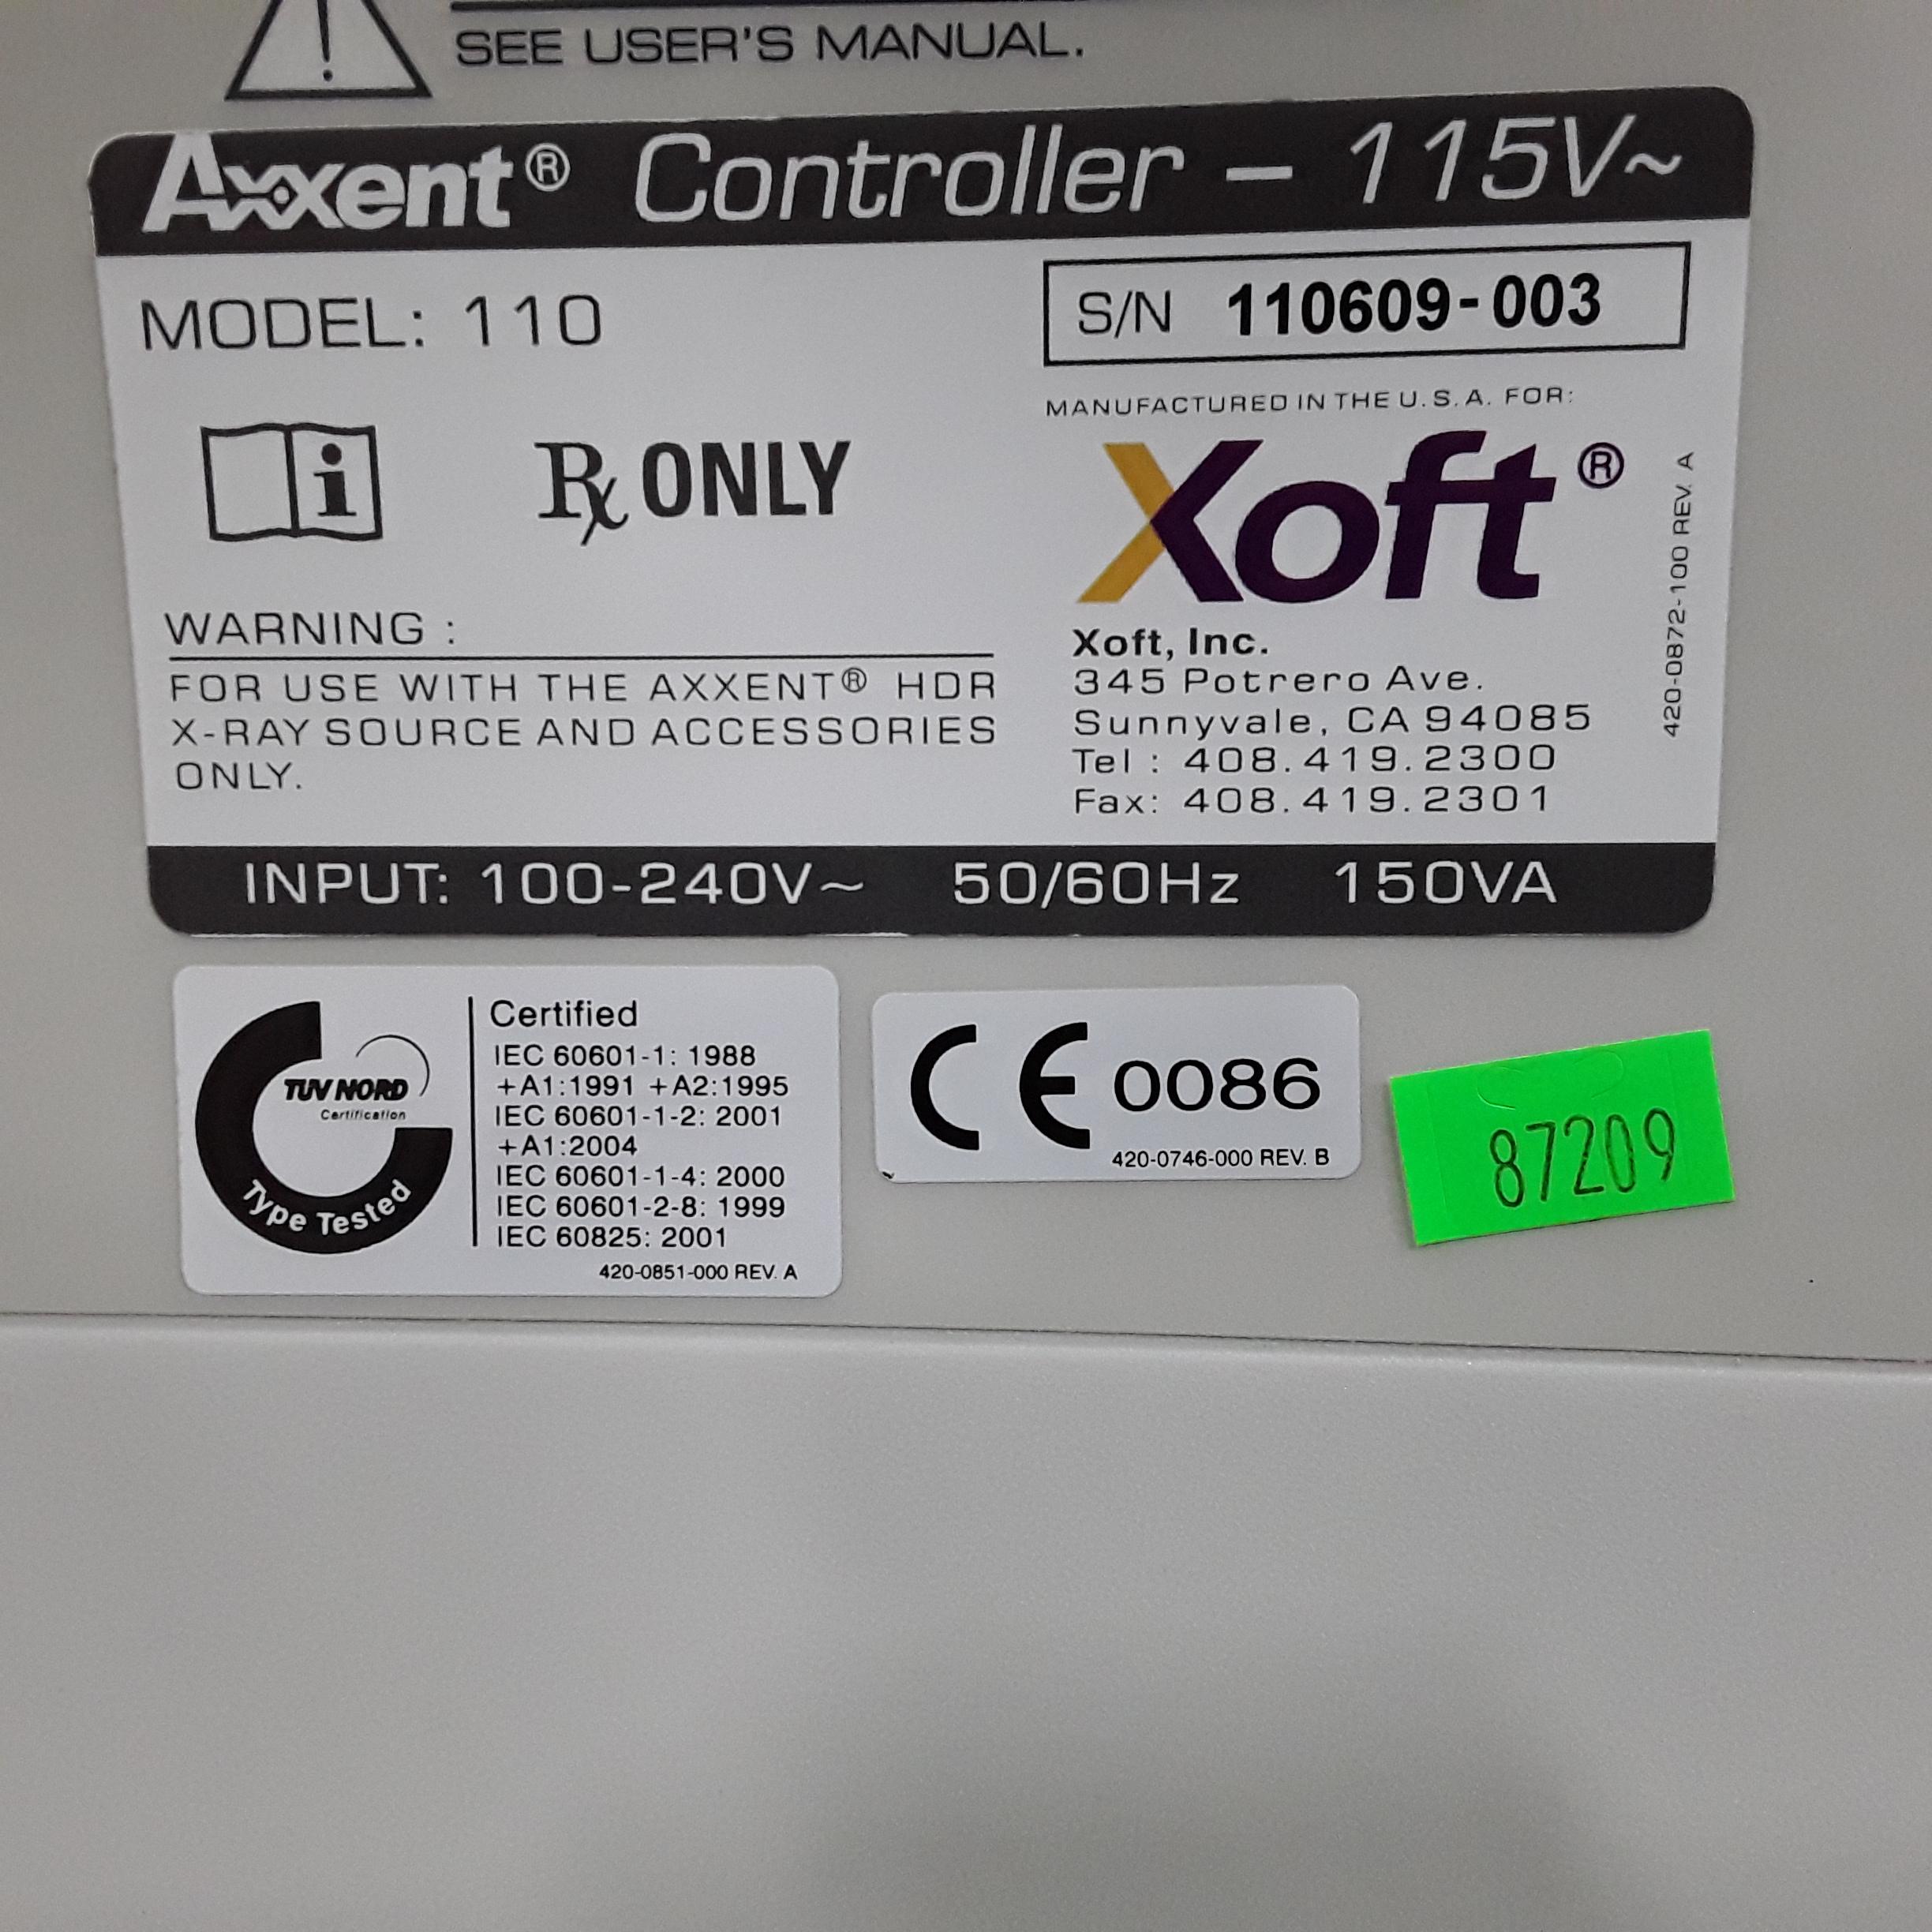 SEE USER'S MANUAL.
Axxent® Controller – 115V~
MODEL: 110
S/N 110609-003
MANUFACTURED IN THE U.S.A. FOR:
Rx ONLY
Xoft®
420-0872-100 REV. A
WARNING :
FOR USE WITH THE AXXENT® HDR
X-RAY SOURCE AND ACCESSORIES
ONLY.
Xoft, Inc.
345 Potrero Ave.
Sunnyvale, CA 94085
Tel : 408.419.2300
Fax: 408.419.2301
INPUT: 100-240V~ 50/60Hz 150VA
TUV NORD
Certification
Type Tested
Certified
IEC 60601-1: 1988
+A1:1991 +A2:1995
IEC 60601-1-2: 2001
+A1:2004
IEC 60601-1-4: 2000
IEC 60601-2-8: 1999
IEC 60825: 2001
420-0851-000 REV. A
CE 0086
420-0746-000 REV. B
87209